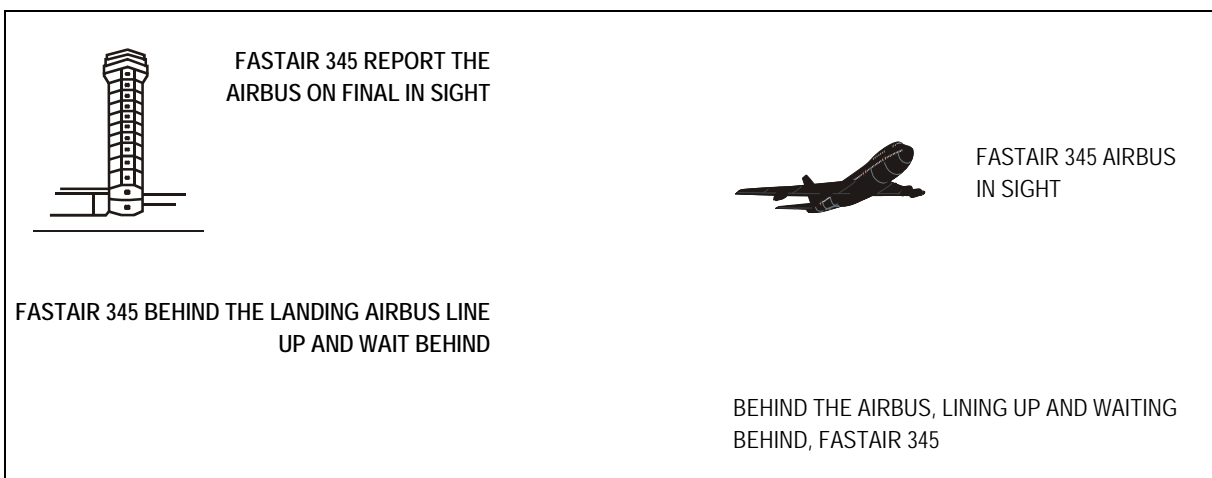 FASTAIR 345 REPORT THE
AIRBUS ON FINAL IN SIGHT
FASTAIR 345 AIRBUS
IN SIGHT
FASTAIR 345 BEHIND THE LANDING AIRBUS LINE
UP AND WAIT BEHIND
BEHIND THE AIRBUS, LINING UP AND WAITING
BEHIND, FASTAIR 345